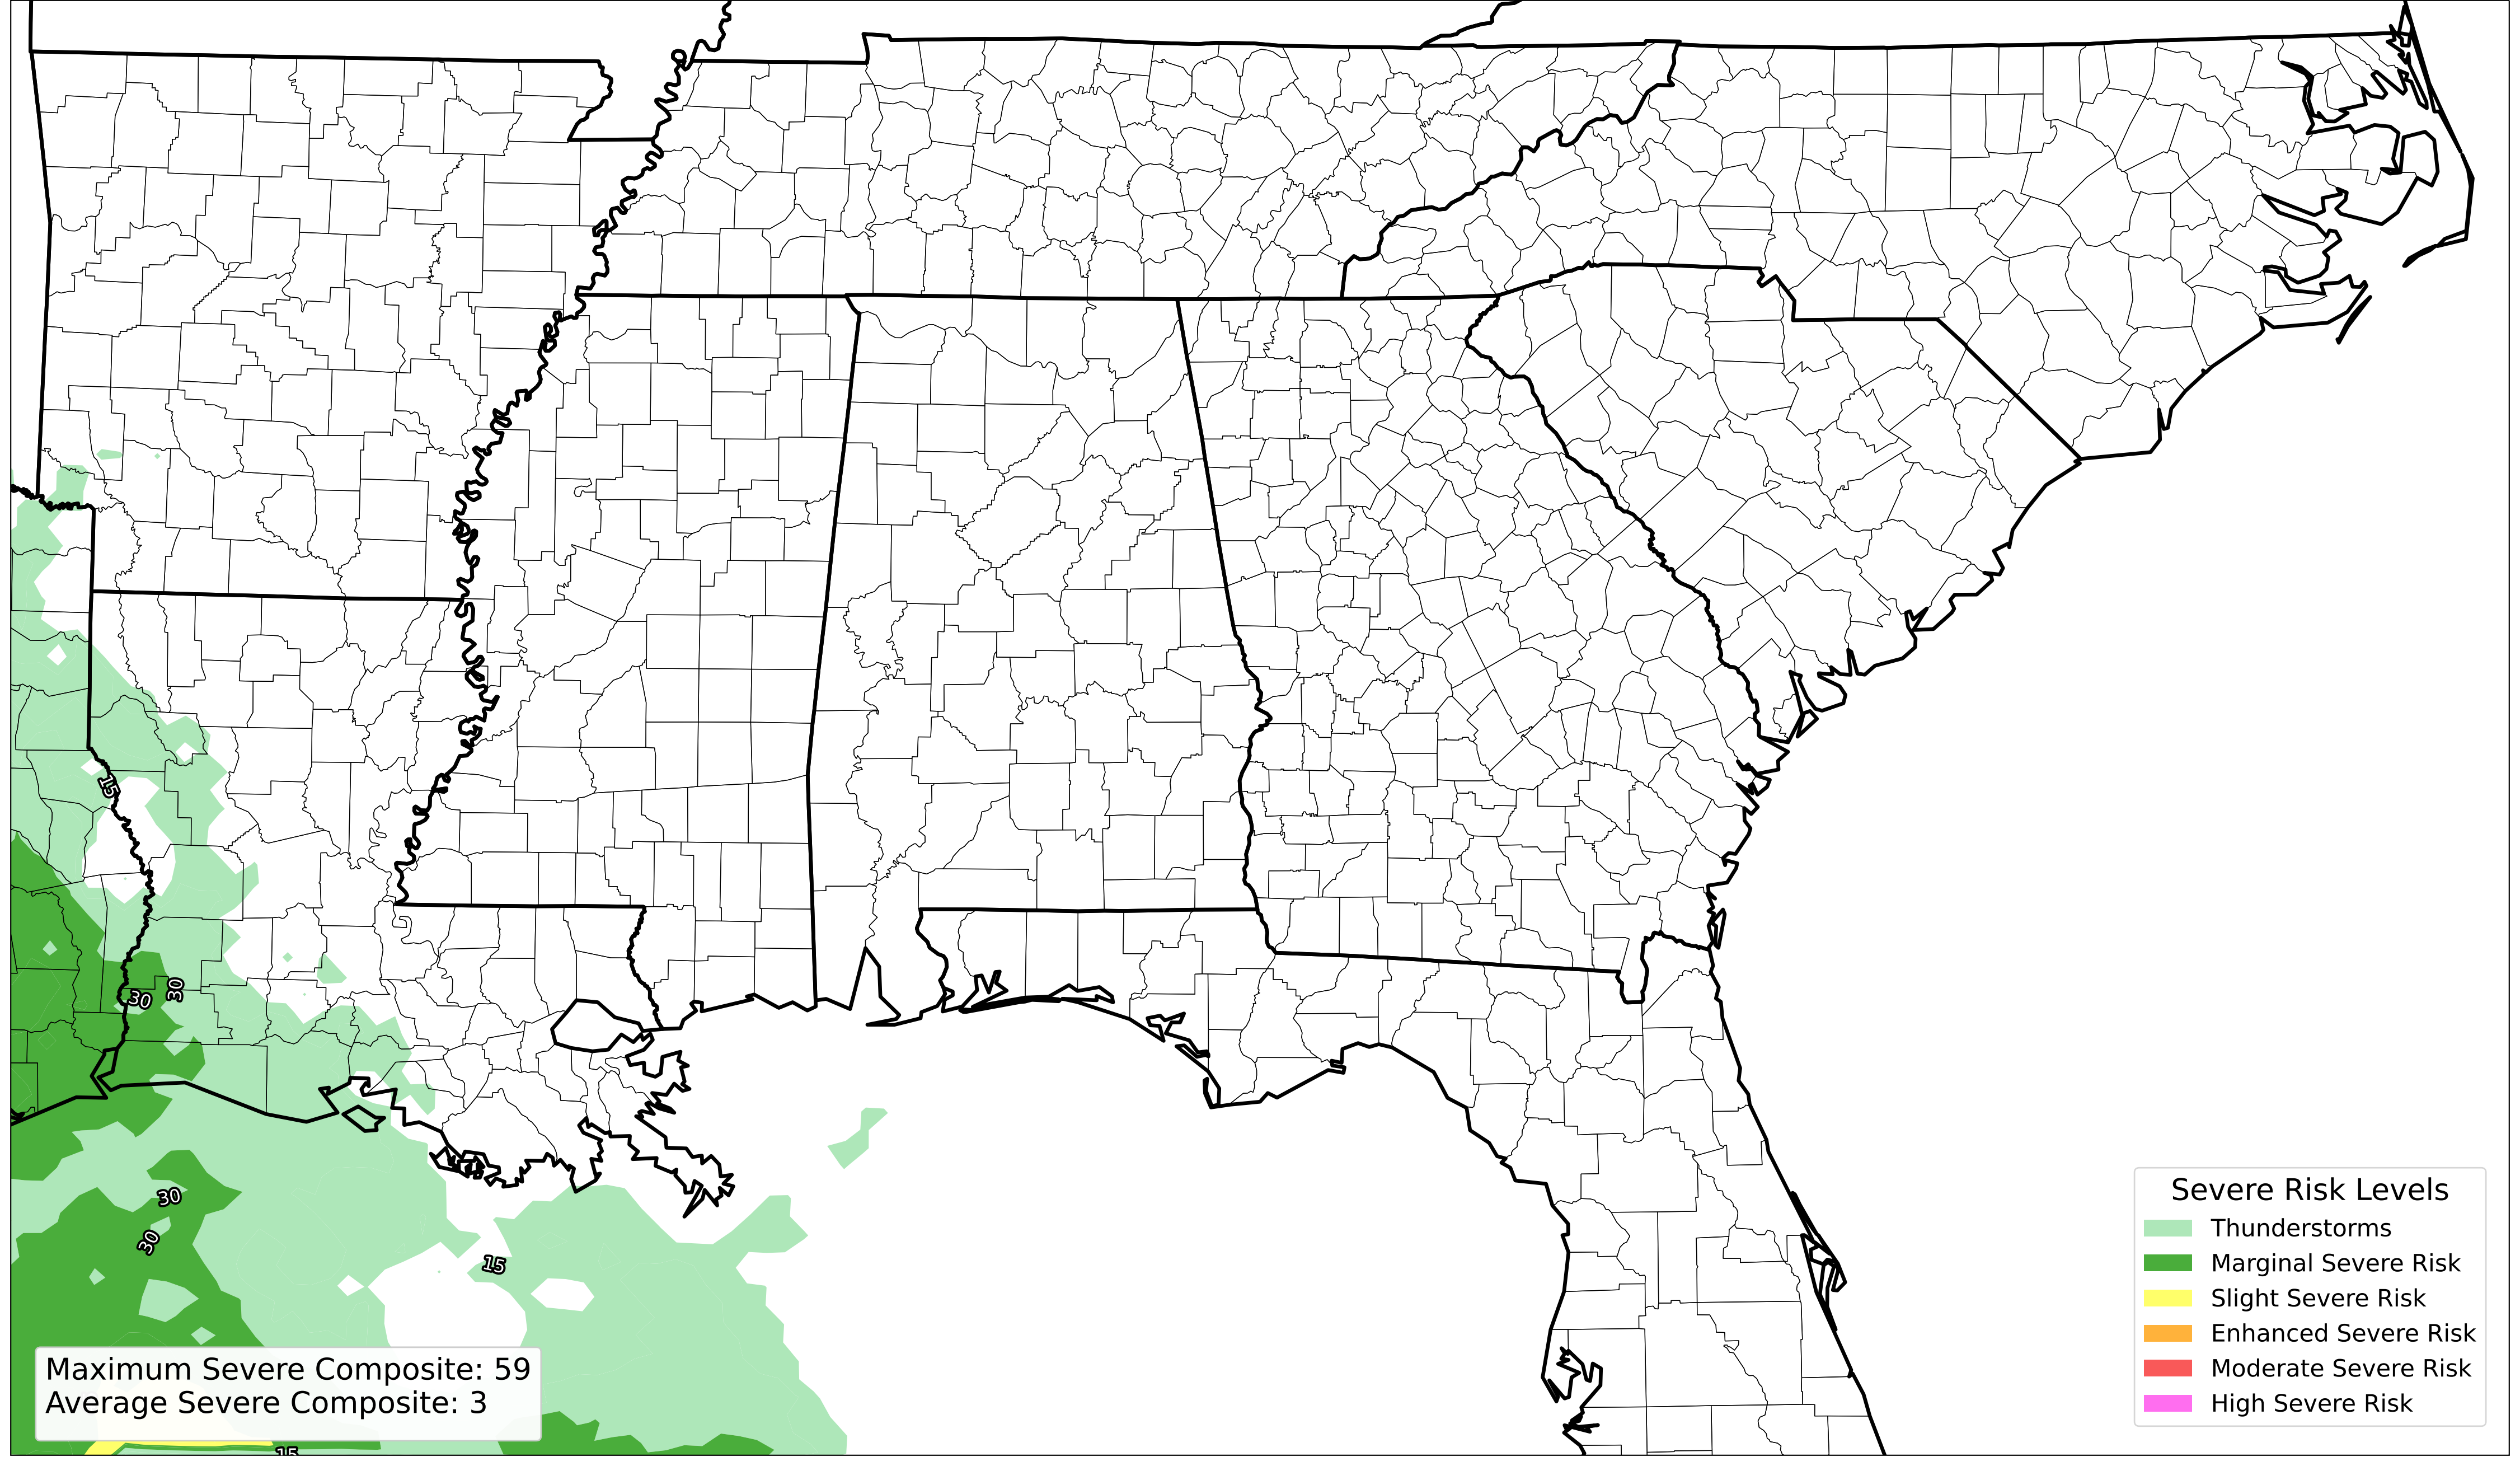 15
30
30
30
30
15
Maximum Severe Composite: 59
Average Severe Composite: 3
15
Severe Risk Levels
Thunderstorms
Marginal Severe Risk
Slight Severe Risk
Enhanced Severe Risk
Moderate Severe Risk
High Severe Risk